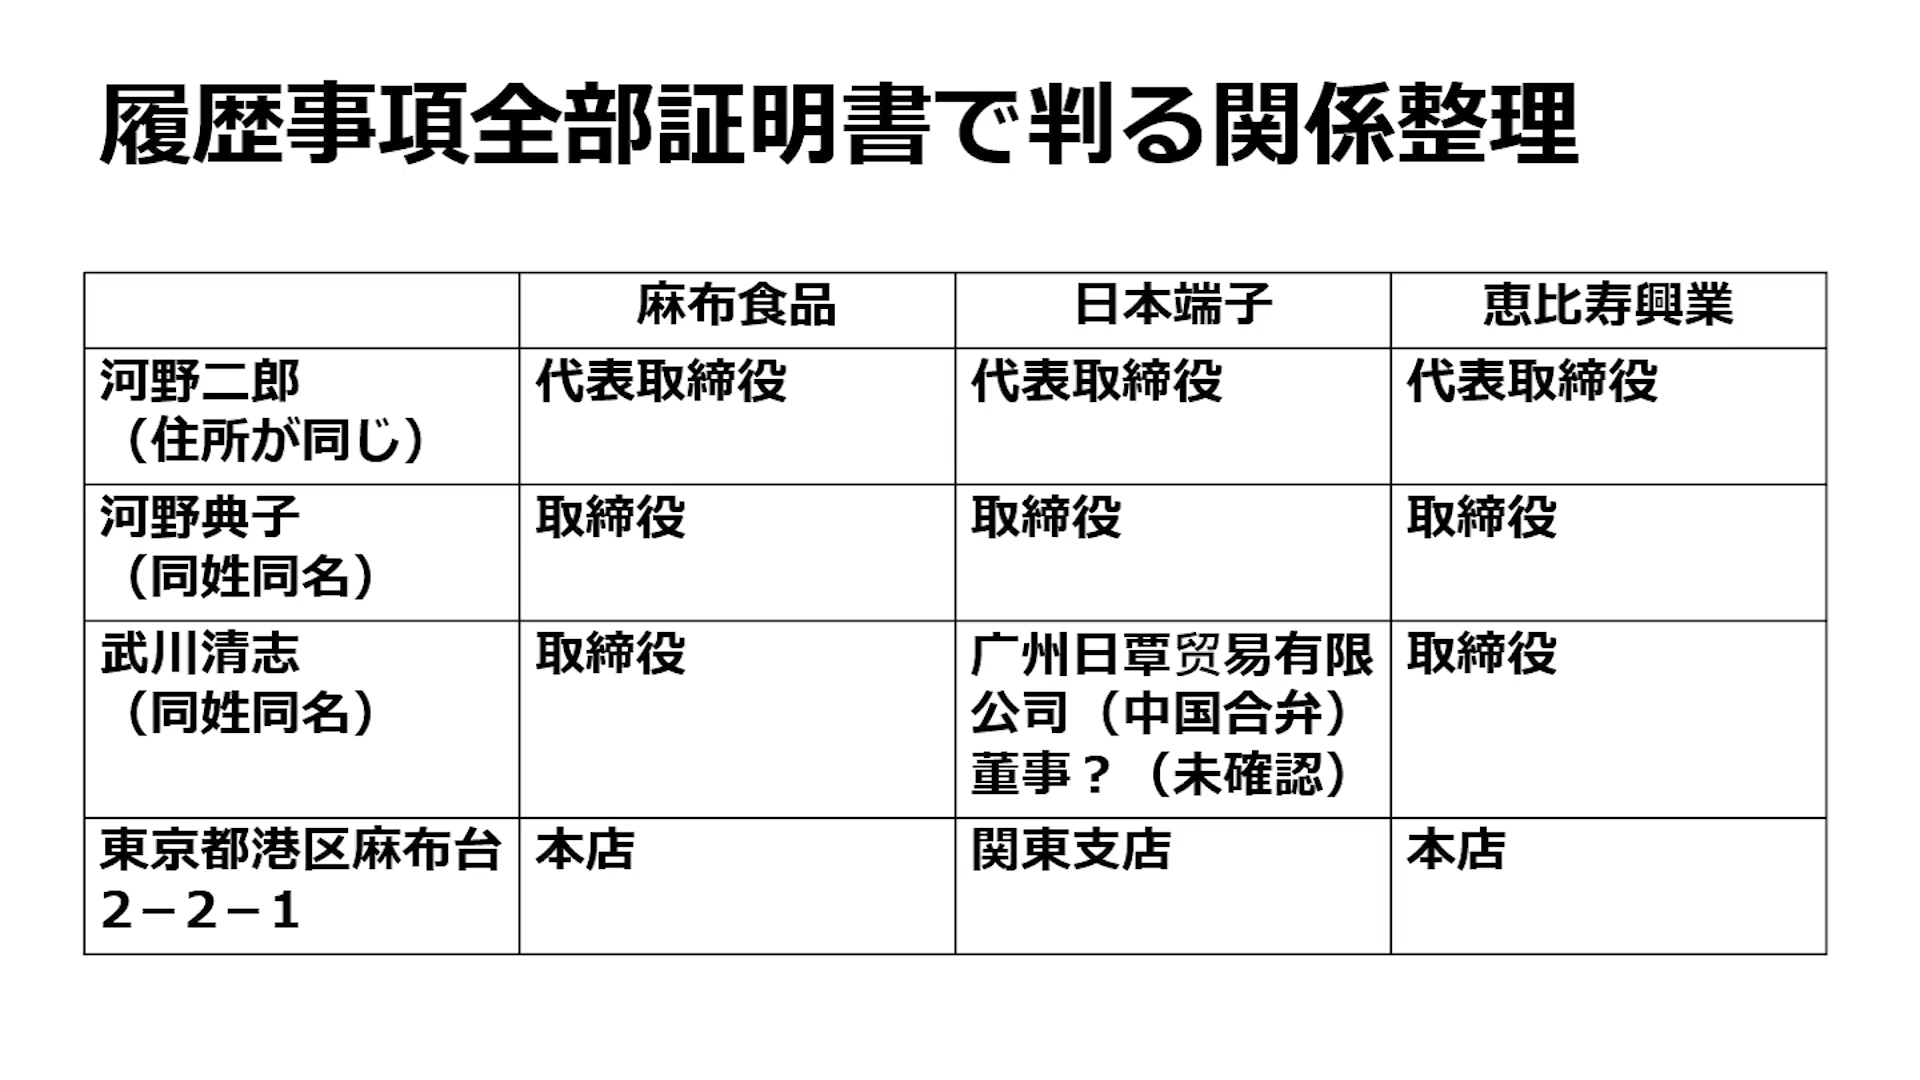 履歴事項全部証明書で判る関係整理
麻布食品 日本端子 恵比寿興業
河野二郎 代表取締役 代表取締役 代表取締役
（住所が同じ）
河野典子 取締役 取締役 取締役
（同姓同名）
武川清志 取締役 广州日覃贸易有限 取締役
（同姓同名） 公司（中国合弁）
董事？（未確認）
東京都港区麻布台 本店 関東支店 本店
２－２－１